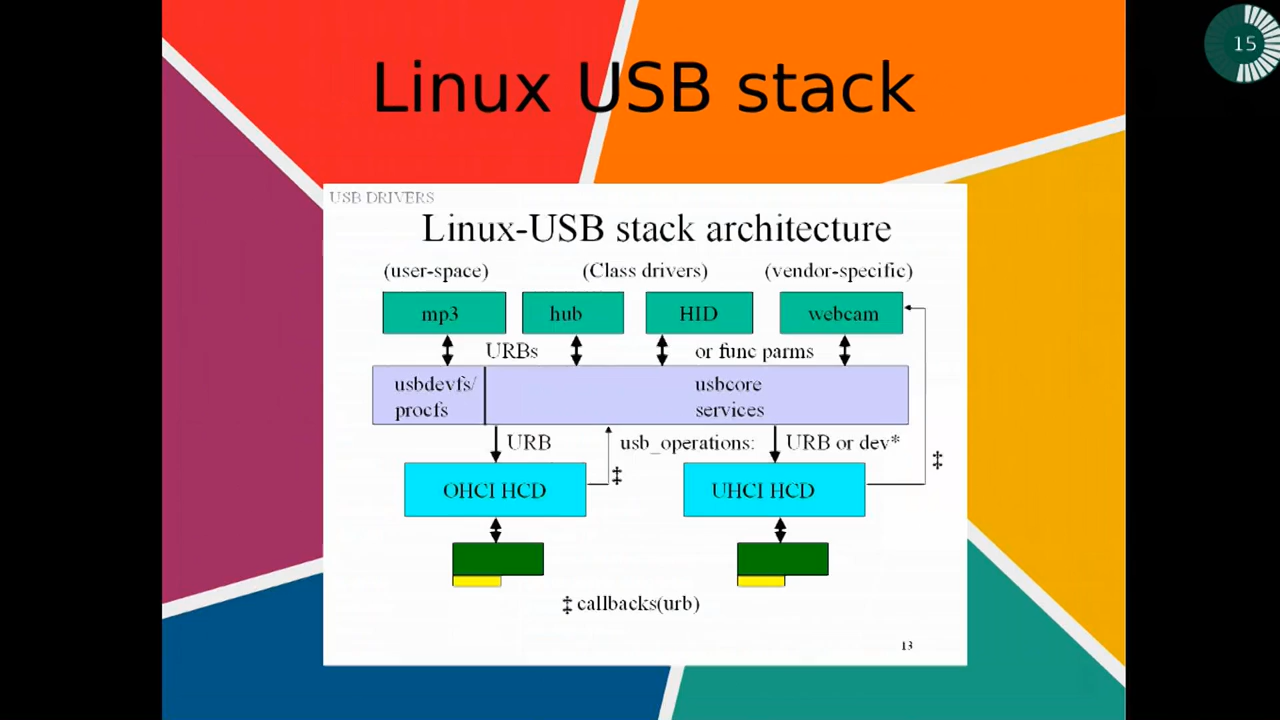 15
Linux USB stack
USB DRIVERS
Linux-USB stack architecture
(user-space) (Class drivers) (vendor-specific)
mp3 hub HID webcam
URBs or func parms
usbdevfs/ usbcore
procfs services
URB usb_operations: URB or dev*
‡ ‡
OHCI HCD UHCI HCD
‡ callbacks(urb)
13